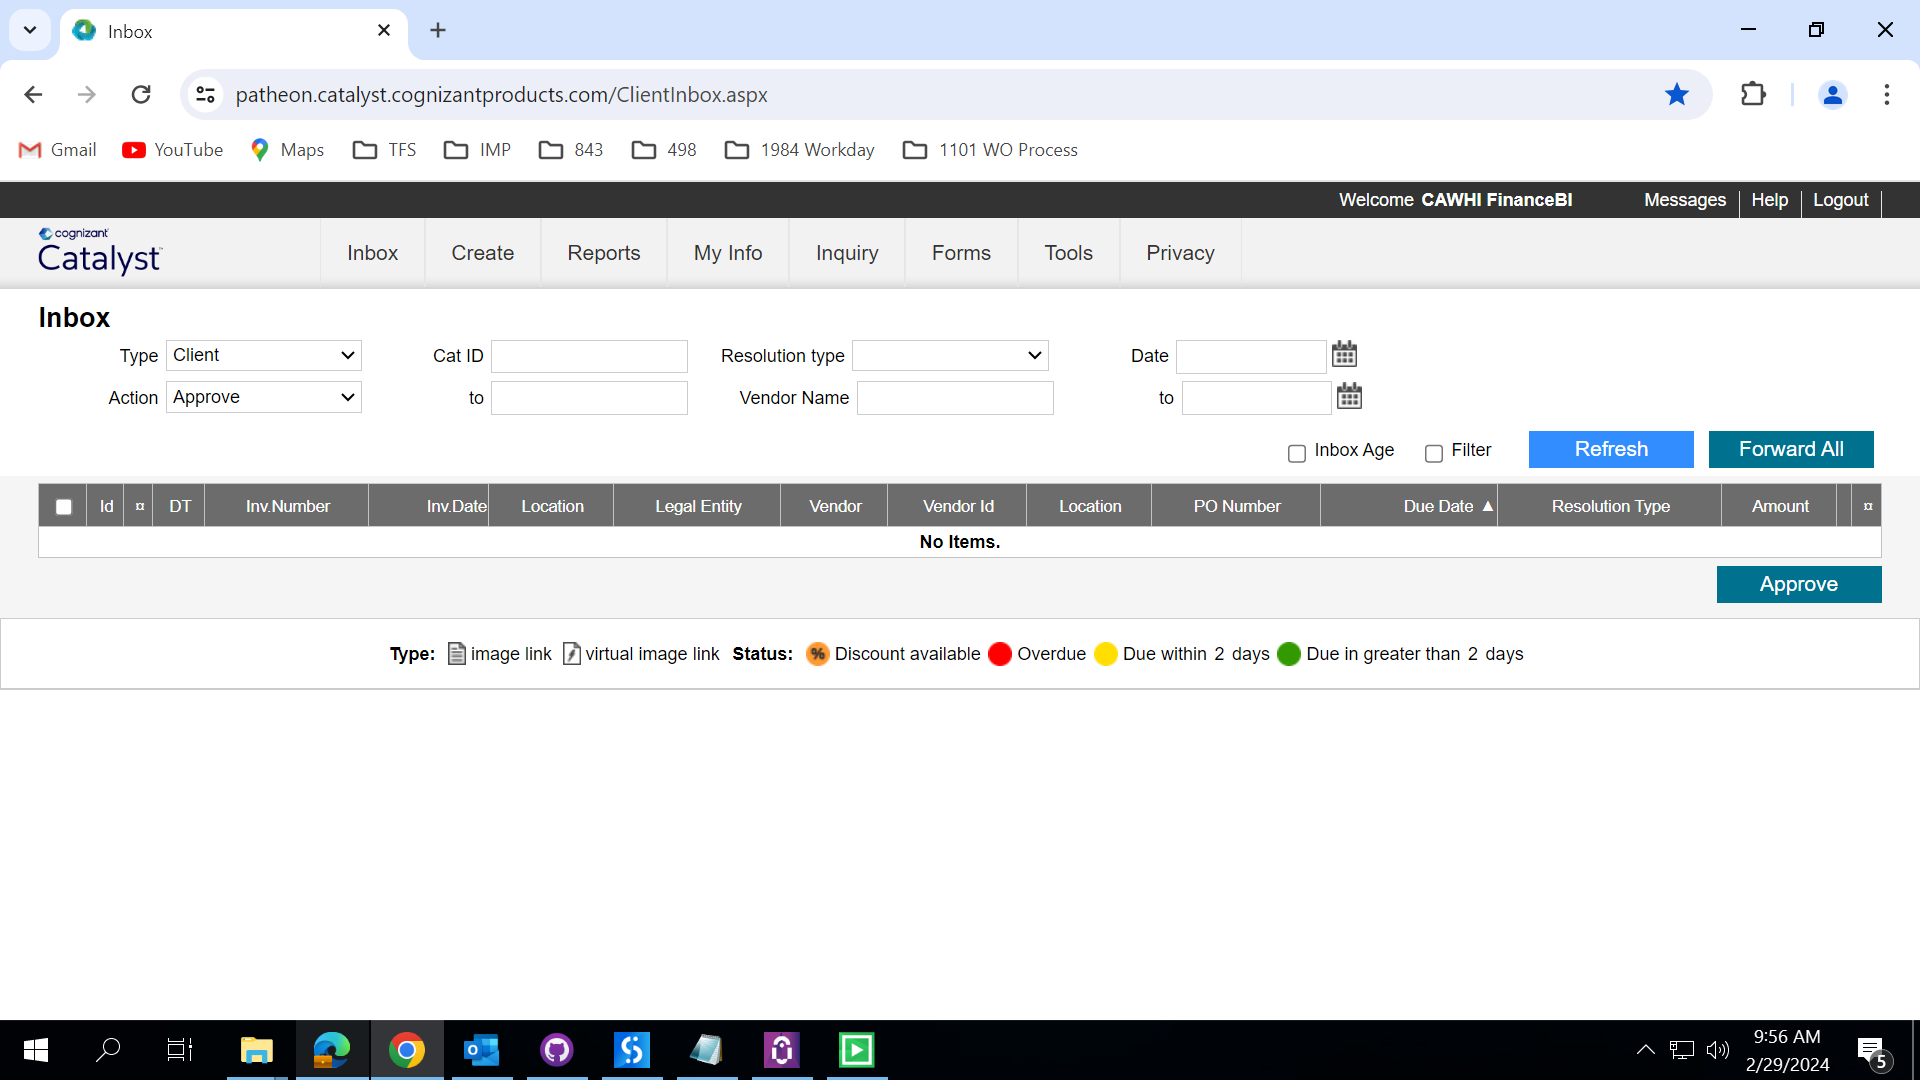 Inbox
patheon.catalyst.cognizantproducts.com/ClientInbox.aspx
Gmail YouTube Maps TFS IMP 843 498 1984 Workday 1101 WO Process
Welcome CAWHI FinanceBI Messages Help Logout
cognizant
Catalyst
Inbox Create Reports My Info Inquiry Forms Tools Privacy
Inbox
Type Client Cat ID Resolution type Date
Action Approve to Vendor Name to
Inbox Age Filter Refresh Forward All
Id ¤ DT Inv.Number Inv.Date Location Legal Entity Vendor Vendor Id Location PO Number Due Date ▲ Resolution Type Amount ¤
No Items.
Approve
Type: image link virtual image link Status: % Discount available Overdue Due within 2 days Due in greater than 2 days
9:56 AM
2/29/2024
5